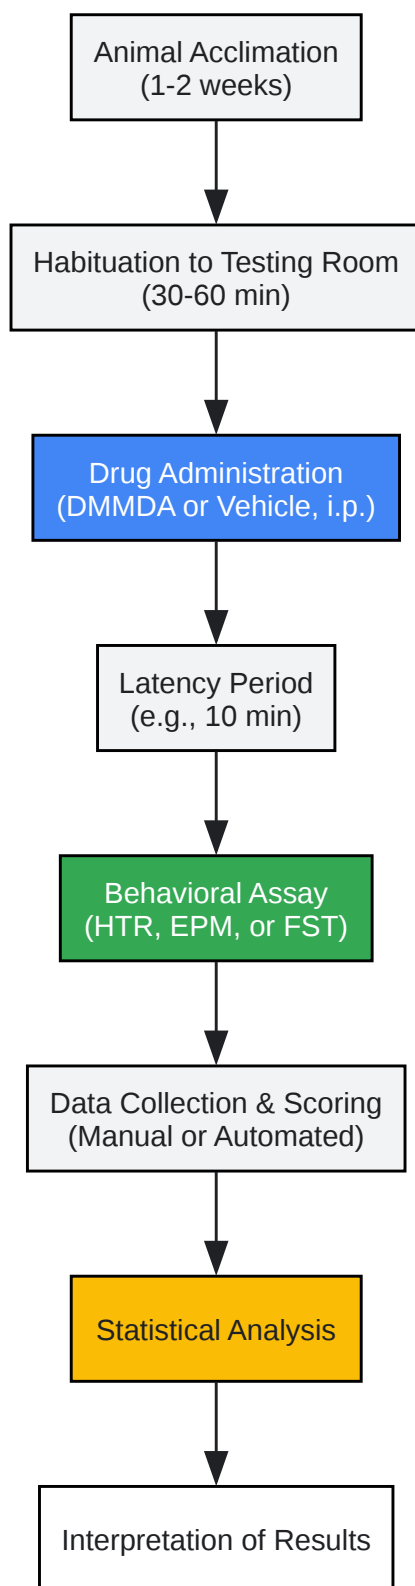 Animal Acclimation
(1-2 weeks)
Habituation to Testing Room
(30-60 min)
Drug Administration
(DMMDA or Vehicle, i.p.)
Latency Period
(e.g., 10 min)
Behavioral Assay
(HTR, EPM, or FST)
Data Collection & Scoring
(Manual or Automated)
Statistical Analysis
Interpretation of Results